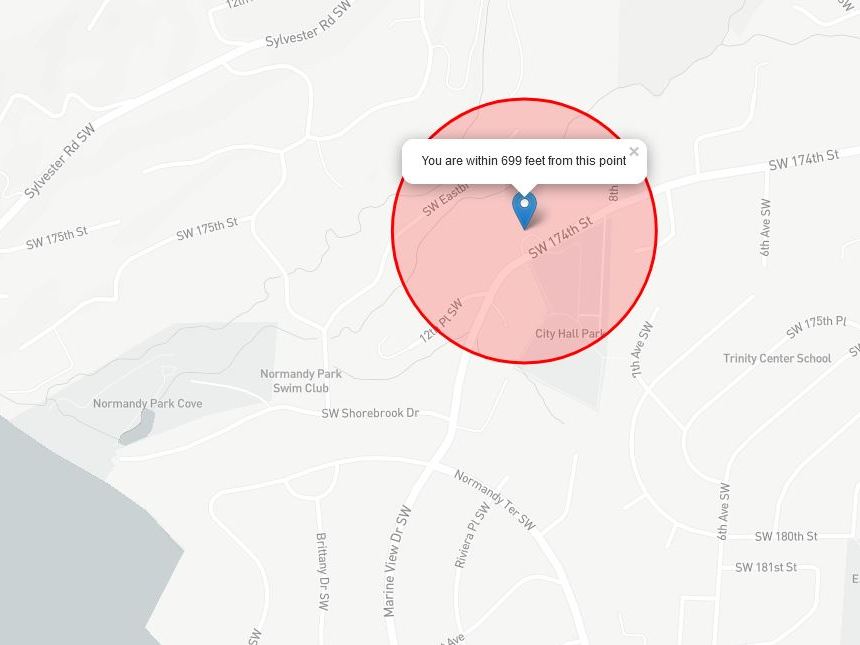 12th
Sylvester Rd SW
Sylvester Rd SW
You are within 699 feet from this point
×
SW 174th St
SW Eastbr
8th
SW 174th St
6th Ave SW
SW 175th St
SW 175th St
12th Pl SW
City Hall Park
7th Ave SW
SW 175th Pl
Trinity Center School
SW
Normandy Park
Swim Club
Normandy Park Cove
SW Shorebrook Dr
Normandy Ter SW
6th Ave SW
Marine View Dr SW
Riviera Pl SW
Brittany Dr SW
SW 180th St
SW 181st St
E
SW
Ave